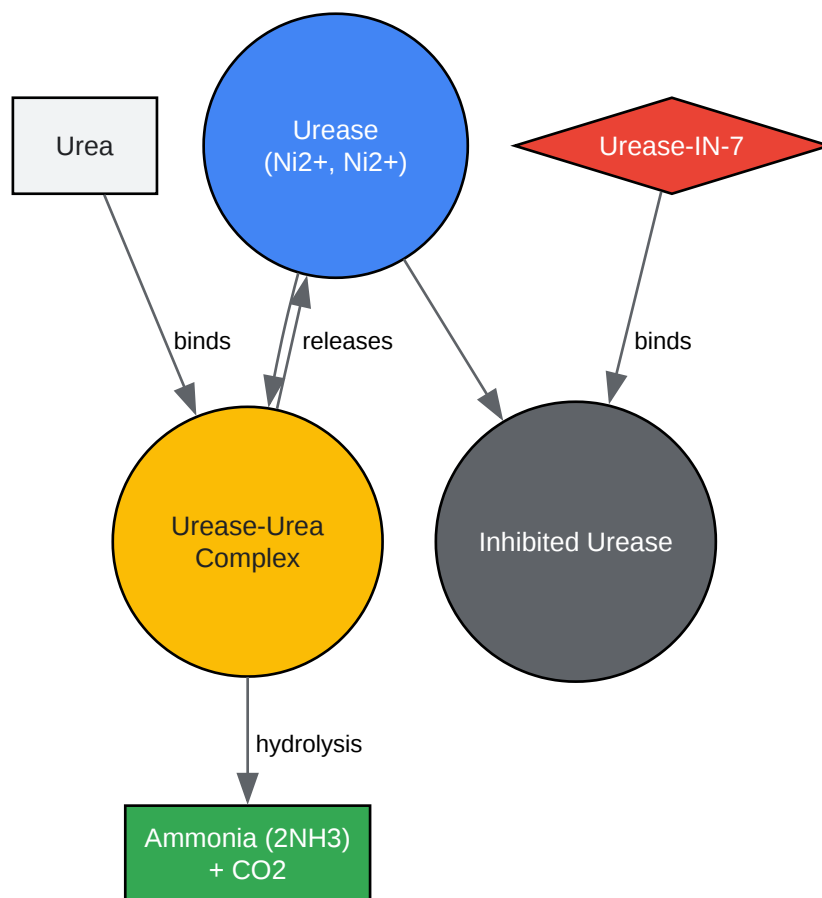 Urea
Urease
(Ni2+, Ni2+)
Urease-IN-7
binds
releases
binds
Urease-Urea
Complex
Inhibited Urease
hydrolysis
Ammonia (2NH3)
+ CO2